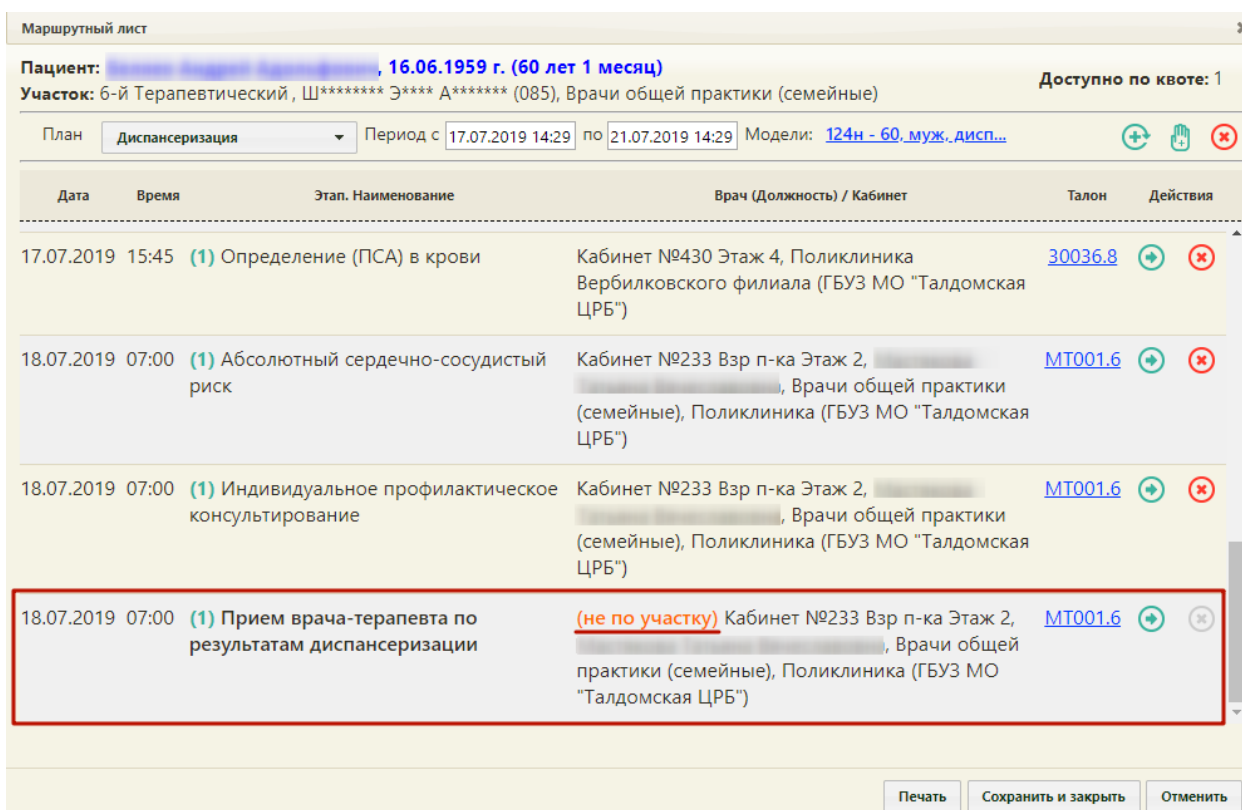 Маршрутный лист
Пациент: , 16.06.1959 г. (60 лет 1 месяц)
Доступно по квоте: 1
Участок: 6-й Терапевтический , Ш******** Э**** А******* (085), Врачи общей практики (семейные)
План Диспансеризация Период с 17.07.2019 14:29 по 21.07.2019 14:29 Модели: 124н - 60, муж, дисп...
Дата Время Этап. Наименование Врач (Должность) / Кабинет Талон Действия
17.07.2019 15:45 (1) Определение (ПСА) в крови Кабинет №430 Этаж 4, Поликлиника 30036.8
Вербилковского филиала (ГБУЗ МО "Талдомская
ЦРБ")
18.07.2019 07:00 (1) Абсолютный сердечно-сосудистый Кабинет №233 Взр п-ка Этаж 2, МТ001.6
риск , Врачи общей практики
(семейные), Поликлиника (ГБУЗ МО "Талдомская
ЦРБ")
18.07.2019 07:00 (1) Индивидуальное профилактическое Кабинет №233 Взр п-ка Этаж 2, МТ001.6
консультирование , Врачи общей практики
(семейные), Поликлиника (ГБУЗ МО "Талдомская
ЦРБ")
18.07.2019 07:00 (1) Прием врача-терапевта по (не по участку) Кабинет №233 Взр п-ка Этаж 2, МТ001.6
результатам диспансеризации , Врачи общей
практики (семейные), Поликлиника (ГБУЗ МО
"Талдомская ЦРБ")
Печать Сохранить и закрыть Отменить